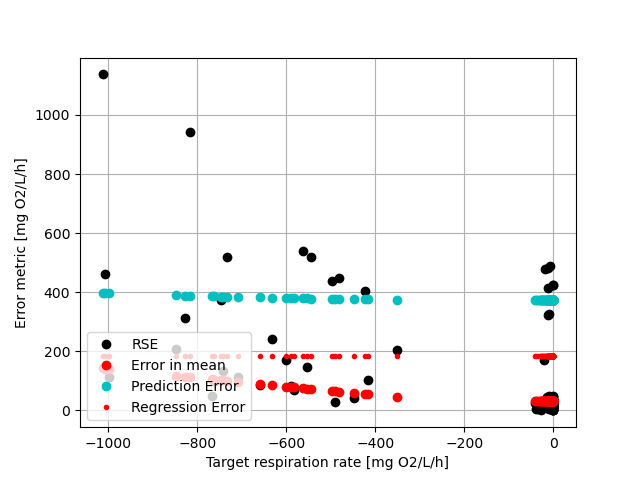 1000
800
600
400
200
0
Error metric [mg O2/L/h]
RSE
Error in mean
Prediction Error
Regression Error
−1000 −800 −600 −400 −200 0
Target respiration rate [mg O2/L/h]